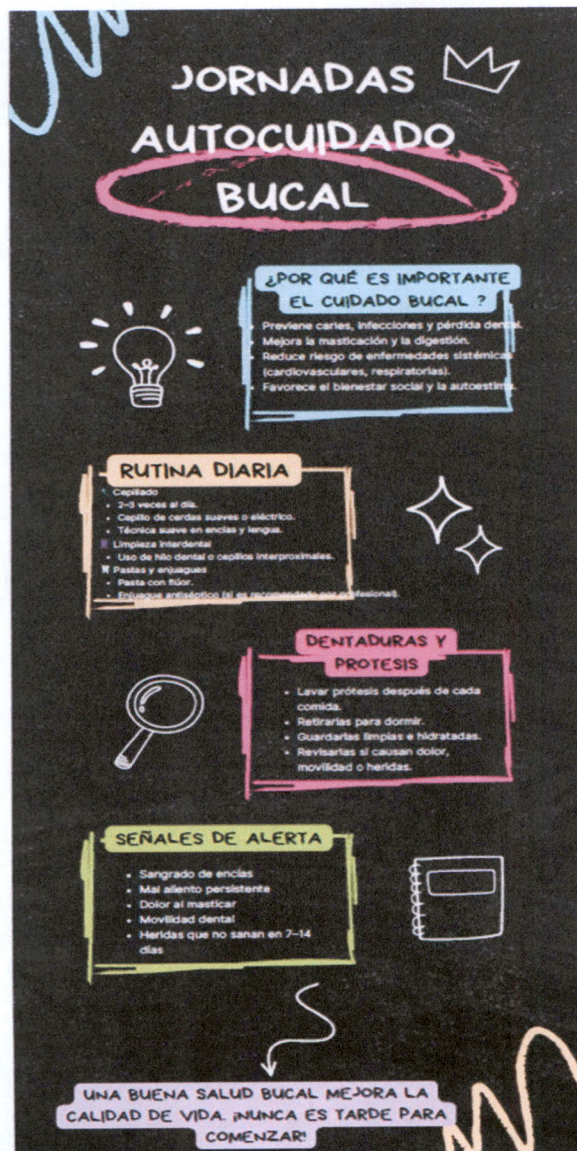 JORNADAS
AUTOCUIDADO
BUCAL
¿POR QUÉ ES IMPORTANTE
EL CUIDADO BUCAL ?
• Previene caries, infecciones y pérdida dental.
• Mejora la masticación y la digestión.
• Reduce riesgo de enfermedades sistémicas
(cardiovasculares, respiratorias).
• Favorece el bienestar social y la autoestima.
RUTINA DIARIA
Cepillado
• 2-3 veces al día.
• Cepillo de cerdas suaves o eléctrico.
• Técnica suave en encías y lengua.
Limpieza interdental
• Uso de hilo dental o cepillos interproximales.
Pastas y enjuagues
• Pasta con flúor.
• Enjuague antiséptico (si es recomendado por profesional).
DENTADURAS Y
PROTESIS
• Lavar prótesis después de cada
comida.
• Retirarlas para dormir.
• Guardarlas limpias e hidratadas.
• Revisarlas si causan dolor,
movilidad o heridas.
SEÑALES DE ALERTA
• Sangrado de encías
• Mal aliento persistente
• Dolor al masticar
• Movilidad dental
• Heridas que no sanan en 7–14
días
UNA BUENA SALUD BUCAL MEJORA LA
CALIDAD DE VIDA. ¡NUNCA ES TARDE PARA
COMENZAR!